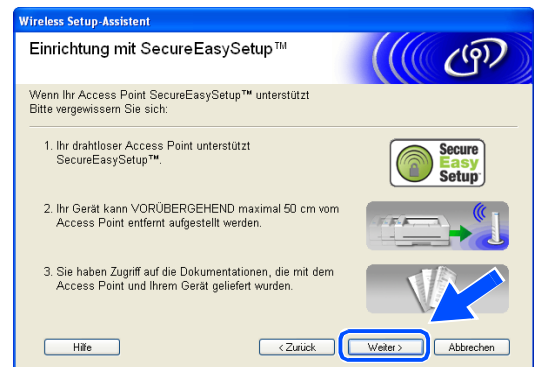 Wireless Setup-Assistent
Einrichtung mit SecureEasySetup™
Wenn Ihr Access Point SecureEasySetup™ unterstützt
Bitte vergewissern Sie sich:
1. Ihr drahtloser Access Point unterstützt
SecureEasySetup™.
Secure
Easy
Setup
2. Ihr Gerät kann VORÜBERGEHEND maximal 50 cm vom
Access Point entfernt aufgestellt werden.
3. Sie haben Zugriff auf die Dokumentationen, die mit dem
Access Point und Ihrem Gerät geliefert wurden.
Hilfe
< Zurück
Weiter >
Abbrechen